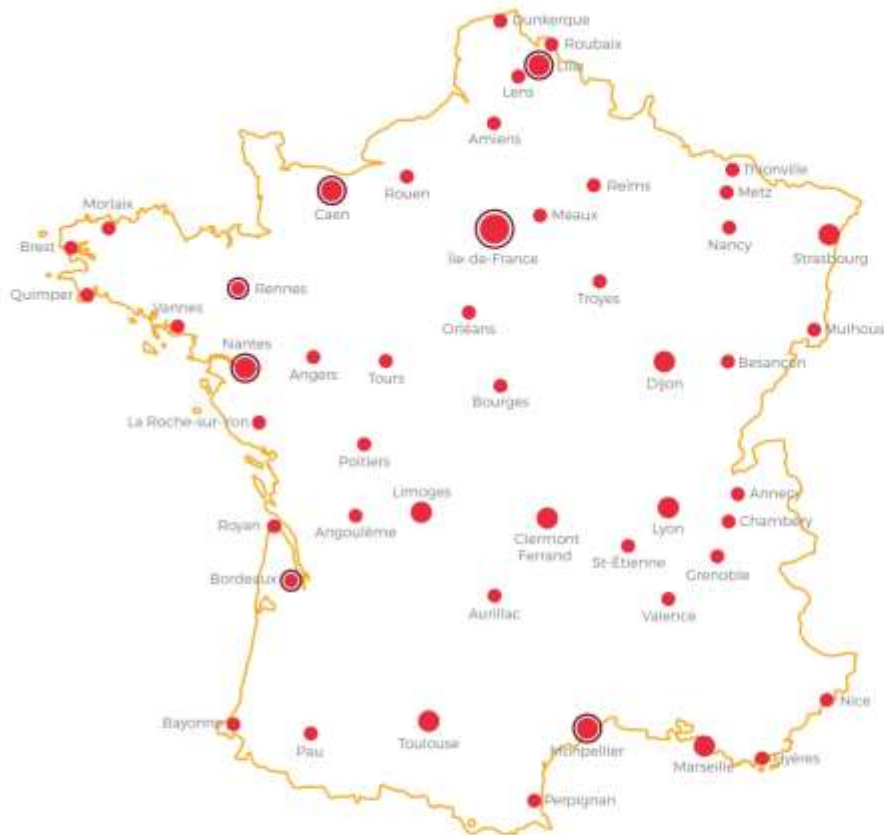 Dunkerque
Roubaix
Lille
Lens
Amiens
Thionville
Rouen
Reims
Metz
Caen
Meaux
Morlaix
Nancy
Strasbourg
Brest
Île-de-France
Rennes
Troyes
Quimper
Vannes
Orléans
Mulhous
Nantes
Angers
Tours
Dijon
Besançon
Bourges
La Roche-sur-Yon
Poitiers
Limoges
Annecy
Lyon
Chambéry
Royan
Angoulême
Clermont
Ferrand
St-Étienne
Grenoble
Bordeaux
Aurillac
Valence
Nice
Bayonne
Pau
Toulouse
Monpellier
Marseille
Hyères
Perpignan